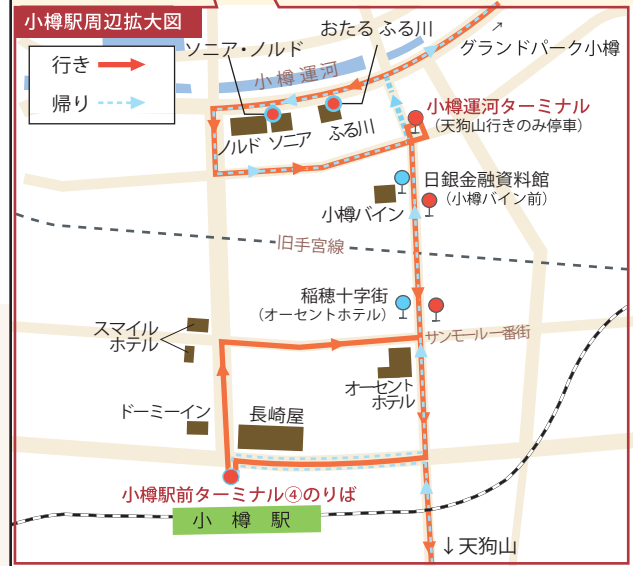 小樽駅周辺拡大図
行き
帰り
おたる ふる川
ソニア・ノルド
グランドパーク小樽
小樽運河
小樽運河ターミナル
(天狗山行きのみ停車)
ノルド
ソニア
ふる川
日銀金融資料館
(小樽バイン前)
小樽バイン
旧手宮線
稲穂十字街
(オーセントホテル)
サンモール一番街
スマイル
ホテル
オーセント
ホテル
ドーミーイン
長崎屋
小樽駅前ターミナル④のりば
小樽駅
↓天狗山